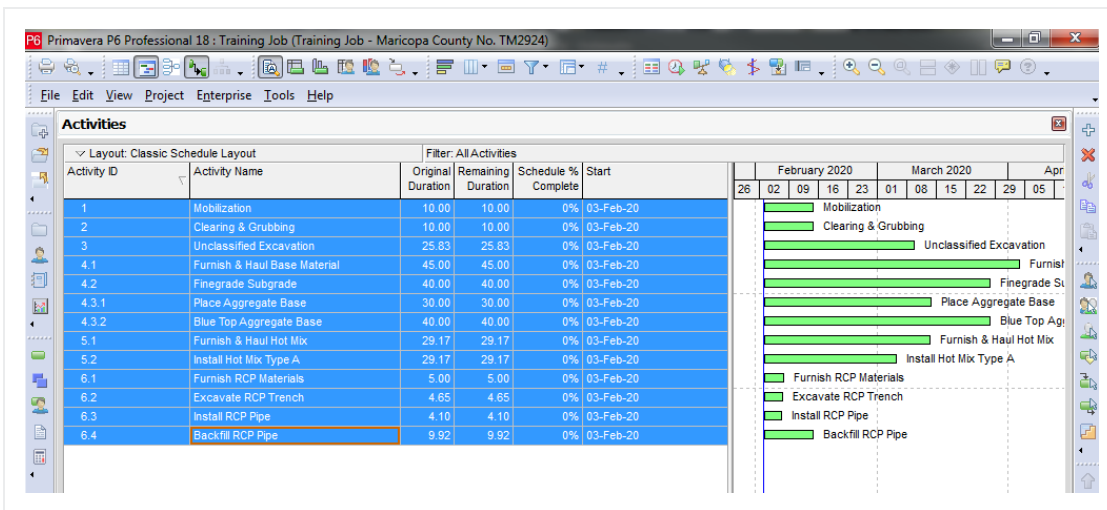 P6 Primavera P6 Professional 18 : Training Job (Training Job - Maricopa County No. TM2924)
File Edit View Project Enterprise Tools Help
Activities
Layout: Classic Schedule Layout Filter: All Activities
Activity ID Activity Name Original Duration Remaining Duration Schedule % Complete Start
February 2020 March 2020 Apr
26 02 09 16 23 01 08 15 22 29 05
1 Mobilization 10.00 10.00 0% 03-Feb-20 Mobilization
2 Clearing & Grubbing 10.00 10.00 0% 03-Feb-20 Clearing & Grubbing
3 Unclassified Excavation 25.83 25.83 0% 03-Feb-20 Unclassified Excavation
4.1 Furnish & Haul Base Material 45.00 45.00 0% 03-Feb-20 Furnish
4.2 Finegrade Subgrade 40.00 40.00 0% 03-Feb-20 Finegrade Su
4.3.1 Place Aggregate Base 30.00 30.00 0% 03-Feb-20 Place Aggregate Base
4.3.2 Blue Top Aggregate Base 40.00 40.00 0% 03-Feb-20 Blue Top Agg
5.1 Furnish & Haul Hot Mix 29.17 29.17 0% 03-Feb-20 Furnish & Haul Hot Mix
5.2 Install Hot Mix Type A 29.17 29.17 0% 03-Feb-20 Install Hot Mix Type A
6.1 Furnish RCP Materials 5.00 5.00 0% 03-Feb-20 Furnish RCP Materials
6.2 Excavate RCP Trench 4.65 4.65 0% 03-Feb-20 Excavate RCP Trench
6.3 Install RCP Pipe 4.10 4.10 0% 03-Feb-20 Install RCP Pipe
6.4 Backfill RCP Pipe 9.92 9.92 0% 03-Feb-20 Backfill RCP Pipe